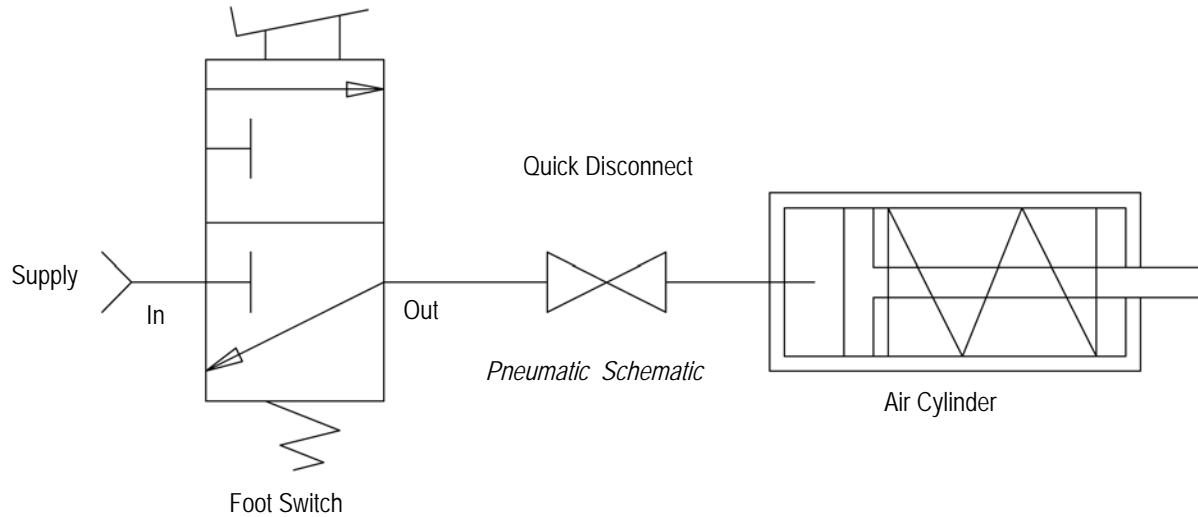 Quick Disconnect
Supply
In
Out
Pneumatic Schematic
Air Cylinder
Foot Switch